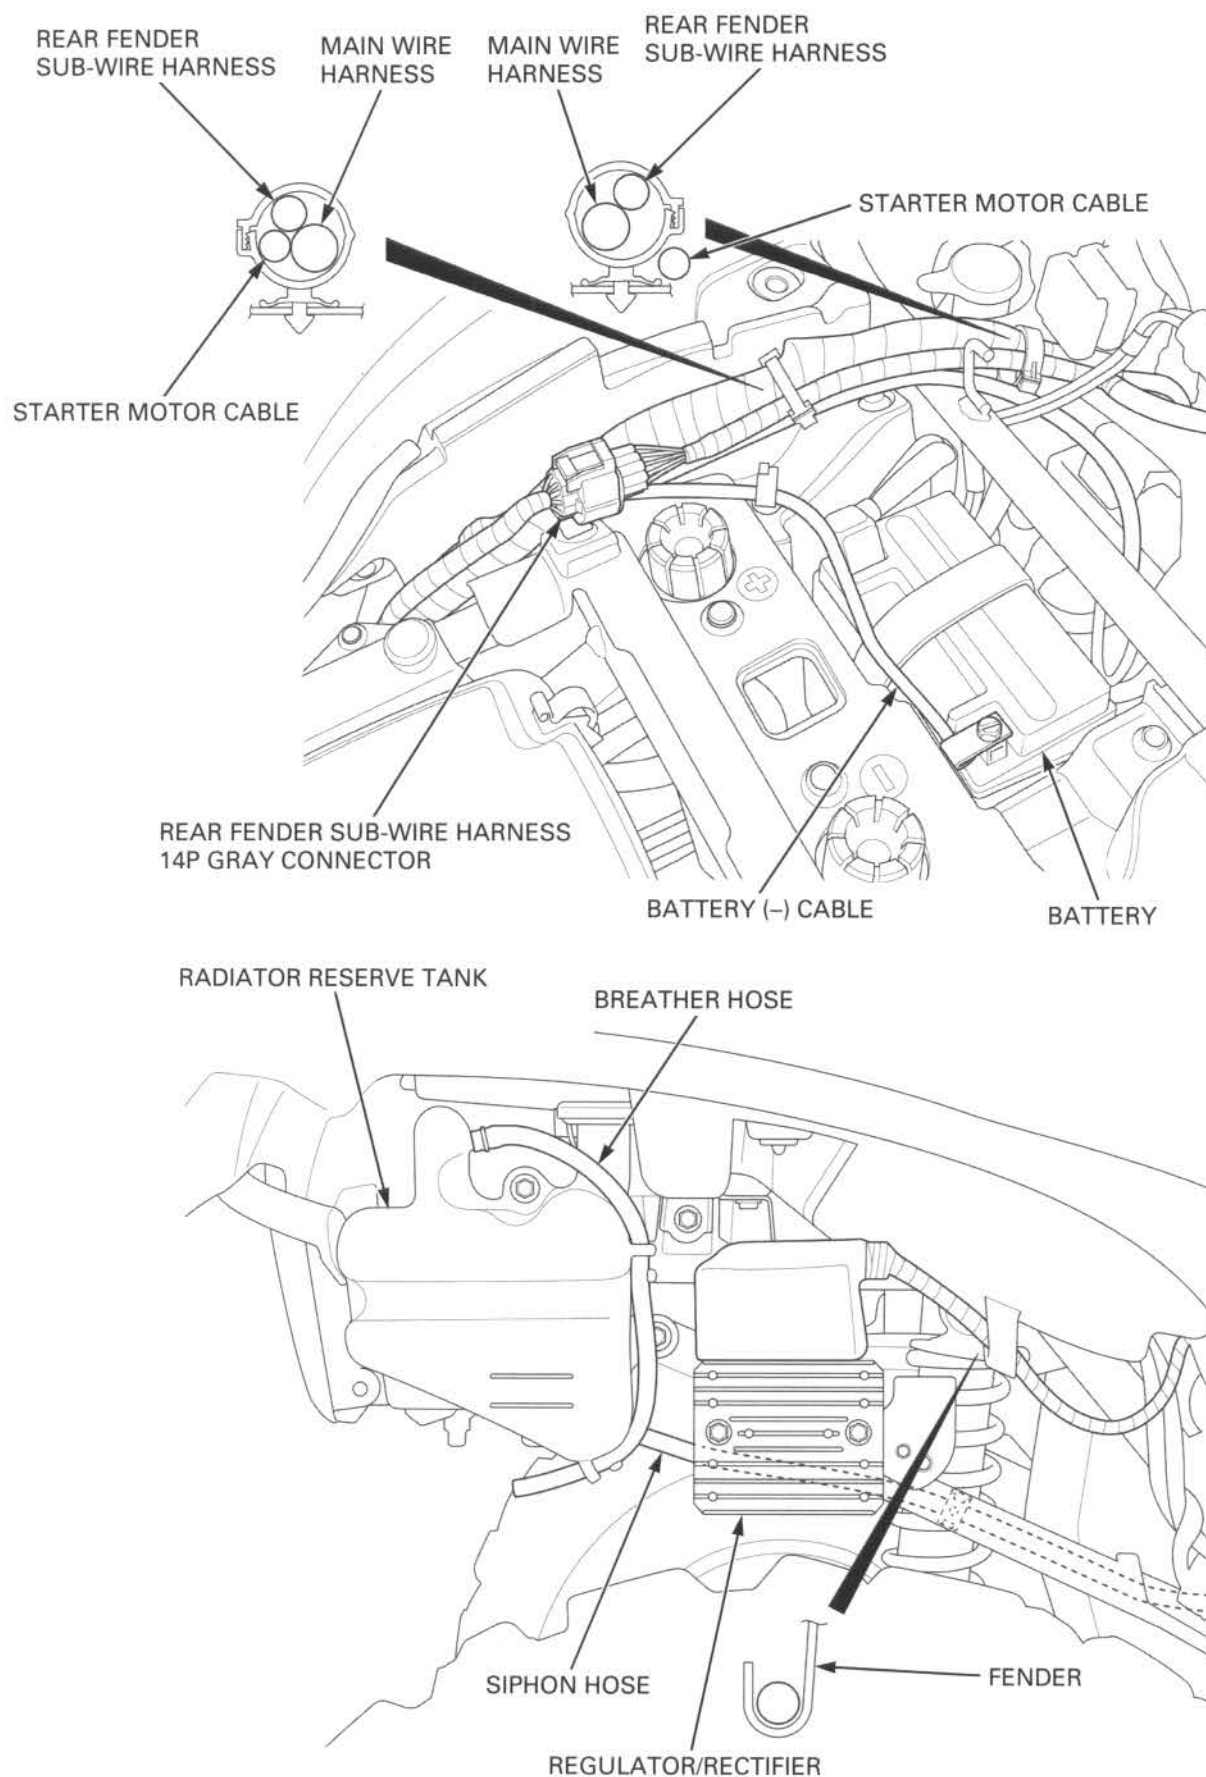 REAR FENDER
SUB-WIRE HARNESS
MAIN WIRE
HARNESS
MAIN WIRE
HARNESS
REAR FENDER
SUB-WIRE HARNESS
STARTER MOTOR CABLE
STARTER MOTOR CABLE
REAR FENDER SUB-WIRE HARNESS
14P GRAY CONNECTOR
BATTERY (–) CABLE
BATTERY
RADIATOR RESERVE TANK
BREATHER HOSE
SIPHON HOSE
FENDER
REGULATOR/RECTIFIER